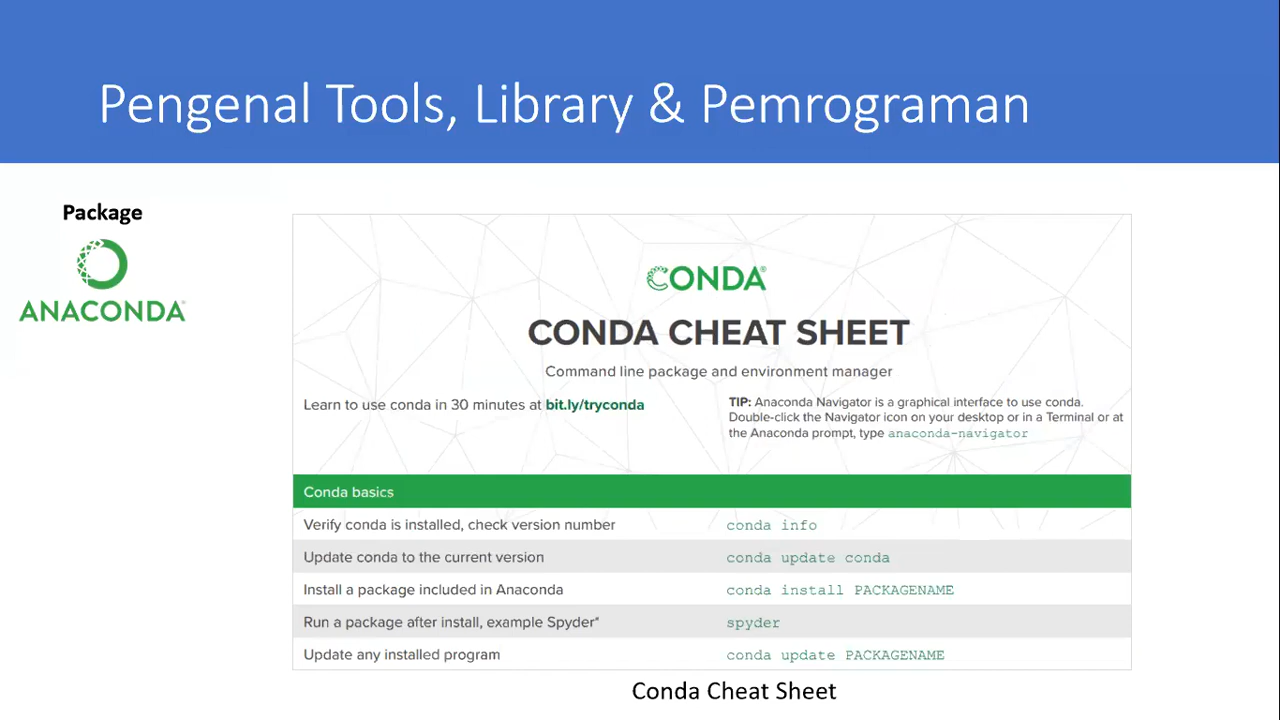 Pengenal Tools, Library & Pemrograman
Package
ANACONDA
CONDA
CONDA CHEAT SHEET
Command line package and environment manager
Learn to use conda in 30 minutes at bit.ly/tryconda
TIP: Anaconda Navigator is a graphical interface to use conda.
Double-click the Navigator icon on your desktop or in a Terminal or at
the Anaconda prompt, type anaconda-navigator
Conda basics
Verify conda is installed, check version number conda info
Update conda to the current version conda update conda
Install a package included in Anaconda conda install PACKAGENAME
Run a package after install, example Spyder* spyder
Update any installed program conda update PACKAGENAME
Conda Cheat Sheet